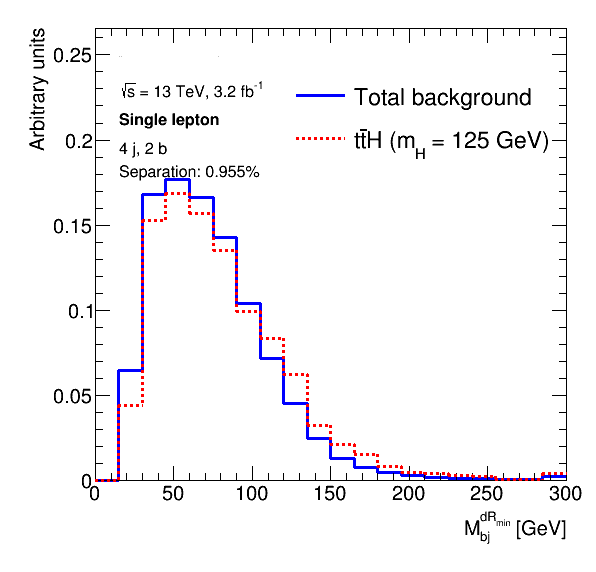 Arbitrary units
0.25
0.2
0.15
0.1
0.05
0
√s = 13 TeV, 3.2 fb⁻¹
Single lepton
4 j, 2 b
Separation: 0.955%
Total background
tt̄H (m_H = 125 GeV)
0 50 100 150 200 250 300
M_bj^dR_min [GeV]